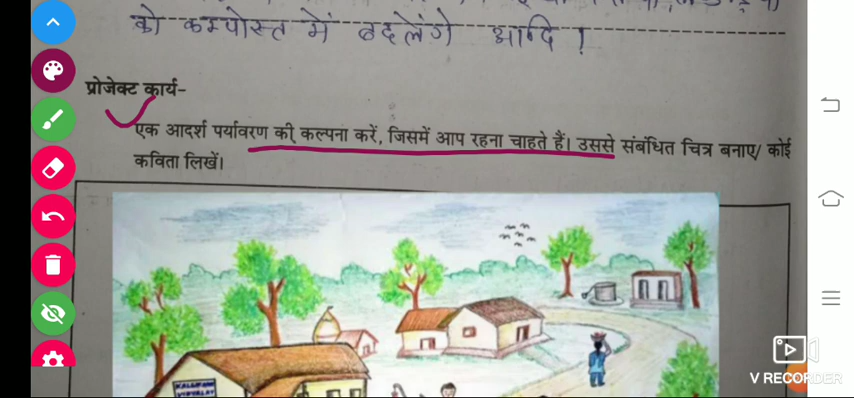 को कम्पोस्ट में बदलेंगे आदि !
प्रोजेक्ट कार्य-
एक आदर्श पर्यावरण की कल्पना करें, जिसमें आप रहना चाहते हैं। उससे संबंधित चित्र बनाए/ कोई
कविता लिखें।
V RECORDER